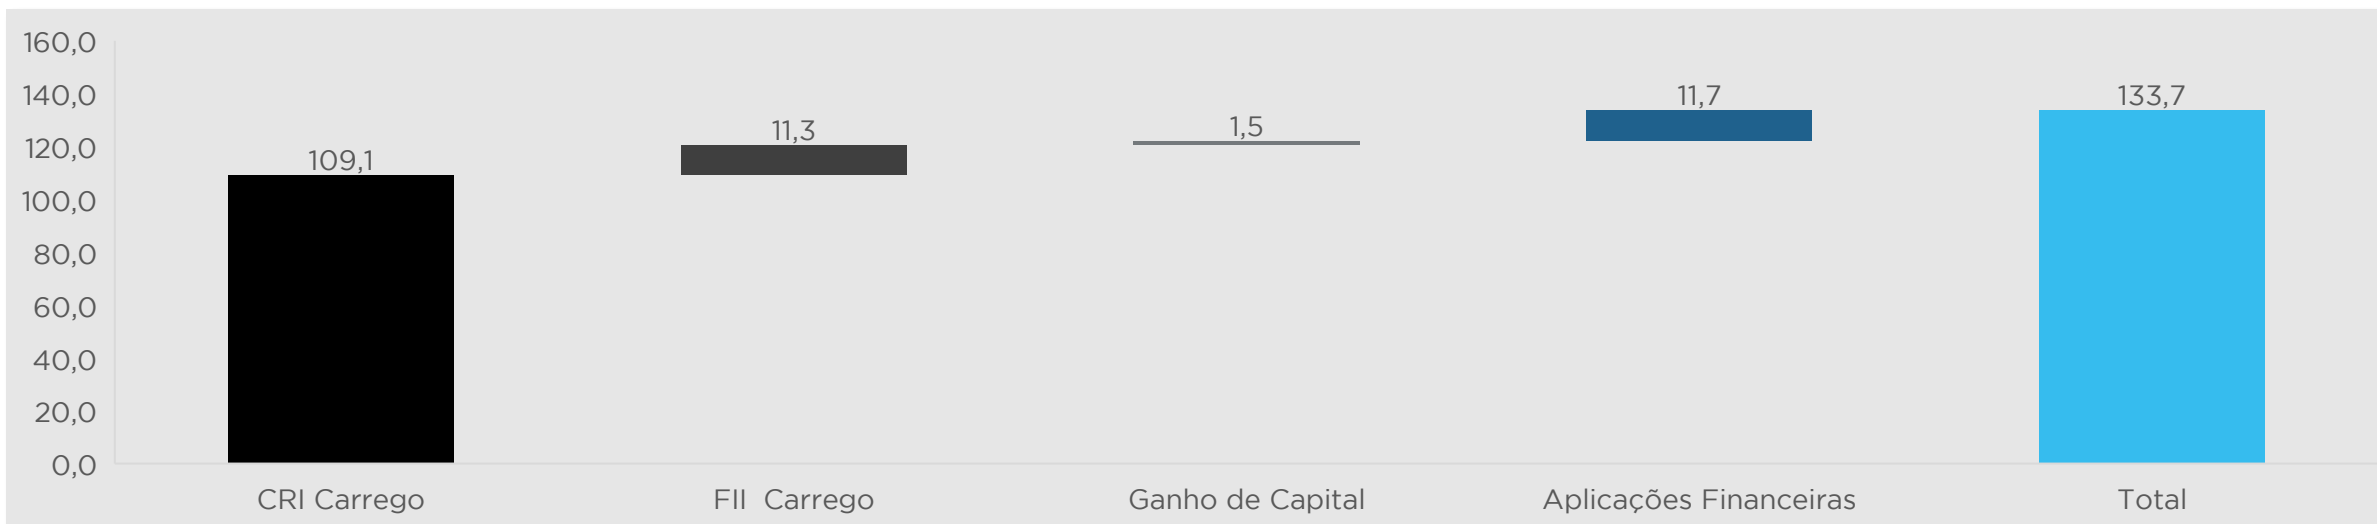 160,0
140,0
120,0
100,0
80,0
60,0
40,0
20,0
0,0
109,1
11,3
1,5
11,7
133,7
CRI Carrego
FII  Carrego
Ganho de Capital
Aplicações Financeiras
Total